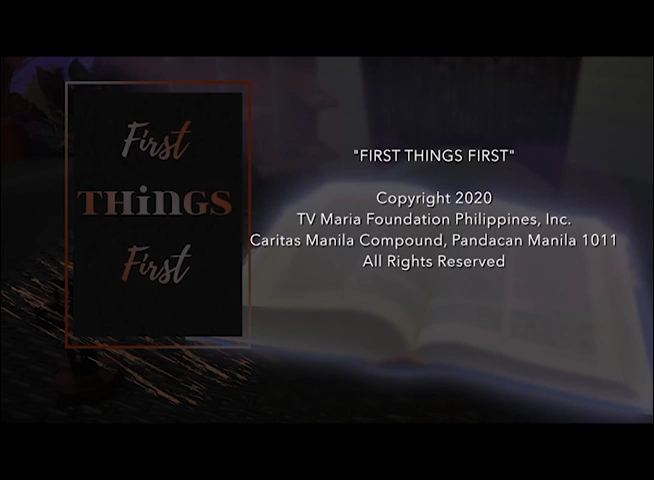 First
THiNGS
First
"FIRST THINGS FIRST"
Copyright 2020
TV Maria Foundation Philippines, Inc.
Caritas Manila Compound, Pandacan Manila 1011
All Rights Reserved